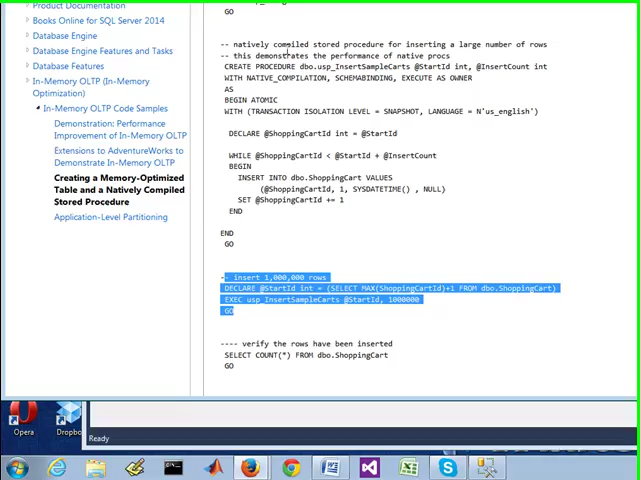 Product Documentation
Books Online for SQL Server 2014
Database Engine
Database Engine Features and Tasks
Database Features
In-Memory OLTP (In-Memory
Optimization)
In-Memory OLTP Code Samples
Demonstration: Performance
Improvement of In-Memory OLTP
Extensions to AdventureWorks to
Demonstrate In-Memory OLTP
Creating a Memory-Optimized
Table and a Natively Compiled
Stored Procedure
Application-Level Partitioning
GO
-- natively compiled stored procedure for inserting a large number of rows
-- this demonstrates the performance of native procs
CREATE PROCEDURE dbo.usp_InsertSampleCarts @StartId int, @InsertCount int
WITH NATIVE_COMPILATION, SCHEMABINDING, EXECUTE AS OWNER
AS
BEGIN ATOMIC
WITH (TRANSACTION ISOLATION LEVEL = SNAPSHOT, LANGUAGE = N'us_english')
DECLARE @ShoppingCartId int = @StartId
WHILE @ShoppingCartId < @StartId + @InsertCount
BEGIN
INSERT INTO dbo.ShoppingCart VALUES
(@ShoppingCartId, 1, SYSDATETIME() , NULL)
SET @ShoppingCartId += 1
END
END
GO
-- insert 1,000,000 rows
DECLARE @StartId int = (SELECT MAX(ShoppingCartId)+1 FROM dbo.ShoppingCart)
EXEC usp_InsertSampleCarts @StartId, 1000000
GO
---- verify the rows have been inserted
SELECT COUNT(*) FROM dbo.ShoppingCart
GO
Opera
Dropbo
Ready